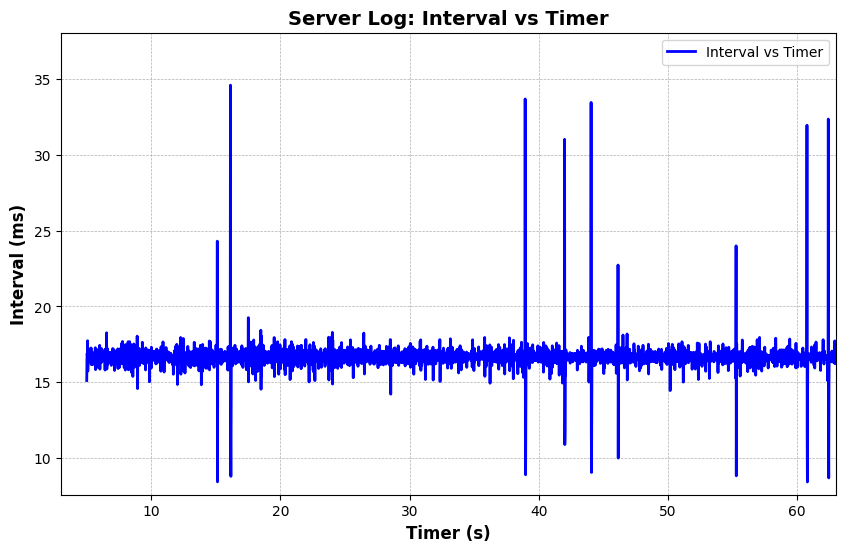 Server Log: Interval vs Timer
Interval vs Timer
35
30
25
20
15
10
Interval (ms)
10 20 30 40 50 60
Timer (s)